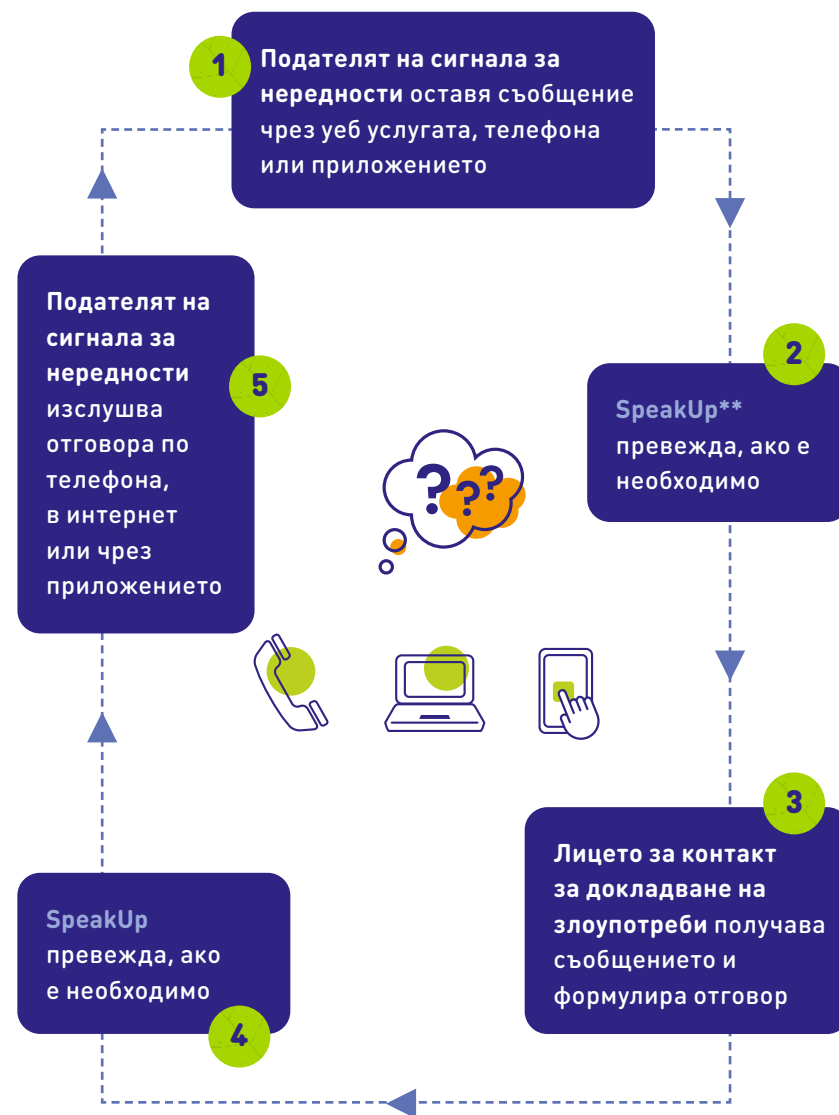 1
Подателят на сигнала за
нередности оставя съобщение
чрез уеб услугата, телефона
или приложението
2
SpeakUp**
превежда, ако е
необходимо
3
Лицето за контакт
за докладване на
злоупотреби получава
съобщението и
формулира отговор
4
SpeakUp
превежда, ако
е необходимо
5
Подателят на
сигнала за
нередности
изслушва
отговора по
телефона,
в интернет
или чрез
приложението
? ? ?